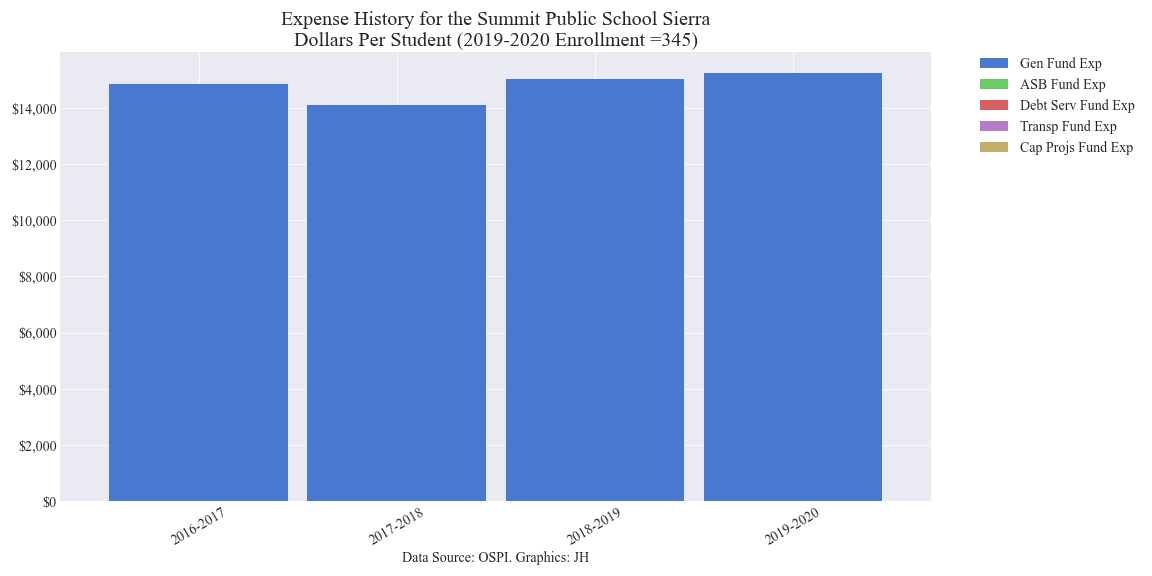 Expense History for the Summit Public School Sierra
Dollars Per Student (2019-2020 Enrollment =345)
Gen Fund Exp
ASB Fund Exp
Debt Serv Fund Exp
Transp Fund Exp
Cap Projs Fund Exp
$14,000
$12,000
$10,000
$8,000
$6,000
$4,000
$2,000
$0
2016-2017
2017-2018
2018-2019
2019-2020
Data Source: OSPI. Graphics: JH